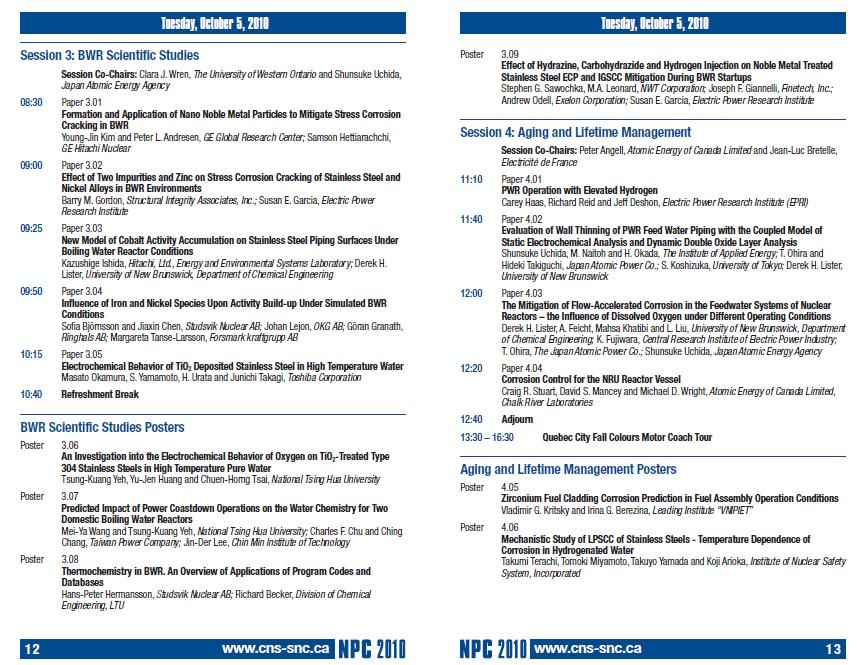 Tuesday, October 5, 2010
Session 3: BWR Scientific Studies
Session Co-Chairs: Clara J. Wren, The University of Western Ontario and Shunsuke Uchida,
Japan Atomic Energy Agency
08:30 Paper 3.01
Formation and Application of Nano Noble Metal Particles to Mitigate Stress Corrosion
Cracking in BWR
Young-Jin Kim and Peter L. Andresen, GE Global Research Center; Samson Hettiarachchi,
GE Hitachi Nuclear
09:00 Paper 3.02
Effect of Two Impurities and Zinc on Stress Corrosion Cracking of Stainless Steel and
Nickel Alloys in BWR Environments
Barry M. Gordon, Structural Integrity Associates, Inc.; Susan E. Garcia, Electric Power
Research Institute
09:25 Paper 3.03
New Model of Cobalt Activity Accumulation on Stainless Steel Piping Surfaces Under
Boiling Water Reactor Conditions
Kazushige Ishida, Hitachi, Ltd., Energy and Environmental Systems Laboratory; Derek H.
Lister, University of New Brunswick, Department of Chemical Engineering
09:50 Paper 3.04
Influence of Iron and Nickel Species Upon Activity Build-up Under Simulated BWR
Conditions
Sofia Björnsson and Jiaxin Chen, Studsvik Nuclear AB; Johan Lejon, OKG AB; Göran Granath,
Ringhals AB; Margareta Tanse-Larsson, Forsmark kraftgrupp AB
10:15 Paper 3.05
Electrochemical Behavior of TiO2 Deposited Stainless Steel in High Temperature Water
Masato Okamura, S. Yamamoto, H. Urata and Junichi Takagi, Toshiba Corporation
10:40 Refreshment Break
BWR Scientific Studies Posters
Poster 3.06
An Investigation into the Electrochemical Behavior of Oxygen on TiO2-Treated Type
304 Stainless Steels in High Temperature Pure Water
Tsung-Kuang Yeh, Yu-Jen Huang and Chuen-Horng Tsai, National Tsing Hua University
Poster 3.07
Predicted Impact of Power Coastdown Operations on the Water Chemistry for Two
Domestic Boiling Water Reactors
Mei-Ya Wang and Tsung-Kuang Yeh, National Tsing Hua University; Charles F. Chu and Ching
Chang, Taiwan Power Company; Jin-Der Lee, Chin Min Institute of Technology
Poster 3.08
Thermochemistry in BWR. An Overview of Applications of Program Codes and
Databases
Hans-Peter Hermansson, Studsvik Nuclear AB; Richard Becker, Division of Chemical
Engineering, LTU
12 www.cns-snc.ca NPC 2010
Tuesday, October 5, 2010
Poster 3.09
Effect of Hydrazine, Carbohydrazide and Hydrogen Injection on Noble Metal Treated
Stainless Steel ECP and IGSCC Mitigation During BWR Startups
Stephen G. Sawochka, M.A. Leonard, NWT Corporation; Joseph F. Giannelli, Finetech, Inc.;
Andrew Odell, Exelon Corporation; Susan E. Garcia, Electric Power Research Institute
Session 4: Aging and Lifetime Management
Session Co-Chairs: Peter Angell, Atomic Energy of Canada Limited and Jean-Luc Bretelle,
Electricité de France
11:10 Paper 4.01
PWR Operation with Elevated Hydrogen
Carey Haas, Richard Reid and Jeff Deshon, Electric Power Research Institute (EPRI)
11:40 Paper 4.02
Evaluation of Wall Thinning of PWR Feed Water Piping with the Coupled Model of
Static Electrochemical Analysis and Dynamic Double Oxide Layer Analysis
Shunsuke Uchida, M. Naitoh and H. Okada, The Institute of Applied Energy; T. Ohira and
Hideki Takiguchi, Japan Atomic Power Co.; S. Koshizuka, University of Tokyo; Derek H. Lister,
University of New Brunswick
12:00 Paper 4.03
The Mitigation of Flow-Accelerated Corrosion in the Feedwater Systems of Nuclear
Reactors – the Influence of Dissolved Oxygen under Different Operating Conditions
Derek H. Lister, A. Feicht, Mahsa Khatibi and L. Liu, University of New Brunswick, Department
of Chemical Engineering; K. Fujiwara, Central Research Institute of Electric Power Industry;
T. Ohira, The Japan Atomic Power Co.; Shunsuke Uchida, Japan Atomic Energy Agency
12:20 Paper 4.04
Corrosion Control for the NRU Reactor Vessel
Craig R. Stuart, David S. Mancey and Michael D. Wright, Atomic Energy of Canada Limited,
Chalk River Laboratories
12:40 Adjourn
13:30 – 16:30 Quebec City Fall Colours Motor Coach Tour
Aging and Lifetime Management Posters
Poster 4.05
Zirconium Fuel Cladding Corrosion Prediction in Fuel Assembly Operation Conditions
Vladimir G. Kritsky and Irina G. Berezina, Leading Institute “VNIPIET”
Poster 4.06
Mechanistic Study of LPSCC of Stainless Steels - Temperature Dependence of
Corrosion in Hydrogenated Water
Takumi Terachi, Tomoki Miyamoto, Takuyo Yamada and Koji Arioka, Institute of Nuclear Safety
System, Incorporated
NPC 2010 www.cns-snc.ca 13